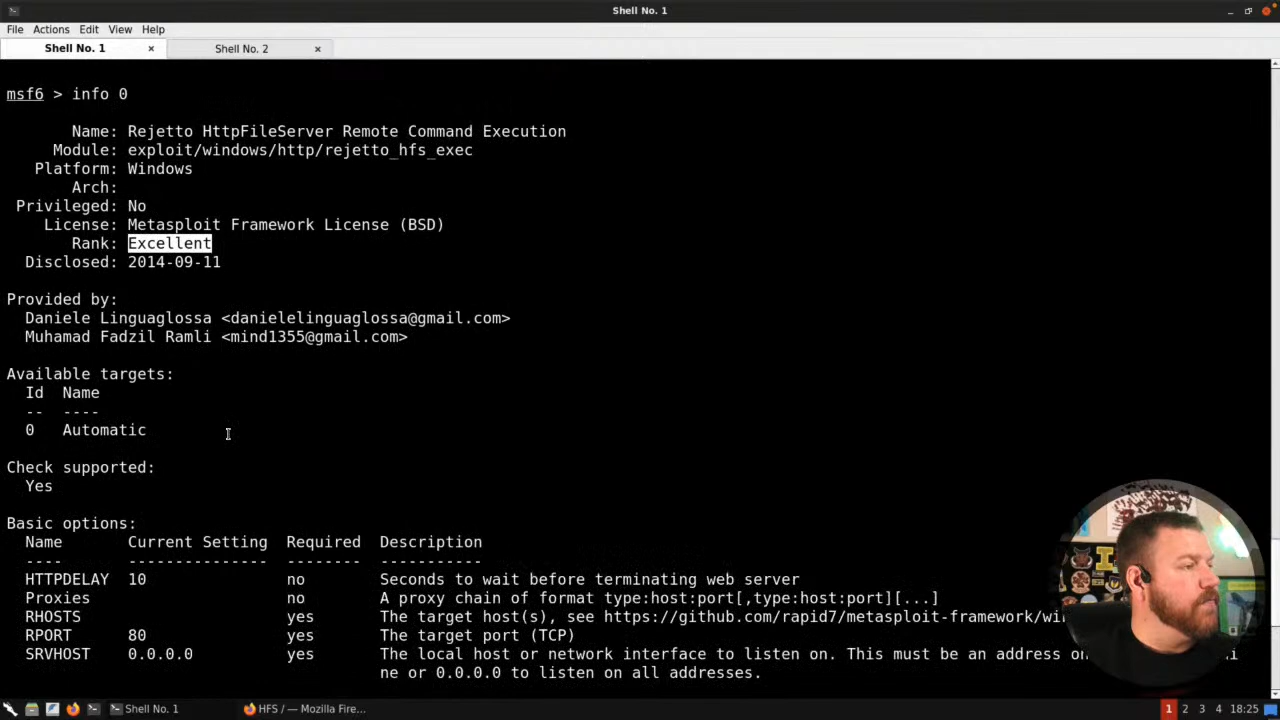 Shell No. 1
File Actions Edit View Help
Shell No. 1 × Shell No. 2 ×
msf6 > info 0
Name: Rejetto HttpFileServer Remote Command Execution
Module: exploit/windows/http/rejetto_hfs_exec
Platform: Windows
Arch:
Privileged: No
License: Metasploit Framework License (BSD)
Rank: Excellent
Disclosed: 2014-09-11
Provided by:
Daniele Linguaglossa <danielelinguaglossa@gmail.com>
Muhamad Fadzil Ramli <mind1355@gmail.com>
Available targets:
Id Name
-- ----
0 Automatic
Check supported:
Yes
Basic options:
Name Current Setting Required Description
---- --------------- -------- -----------
HTTPDELAY 10 no Seconds to wait before terminating web server
Proxies no A proxy chain of format type:host:port[,type:host:port][...]
RHOSTS yes The target host(s), see https://github.com/rapid7/metasploit-framework/wi
RPORT 80 yes The target port (TCP)
SRVHOST 0.0.0.0 yes The local host or network interface to listen on. This must be an address on
ne or 0.0.0.0 to listen on all addresses.
Shell No. 1 HFS / — Mozilla Fire... 1 2 3 4 18:25